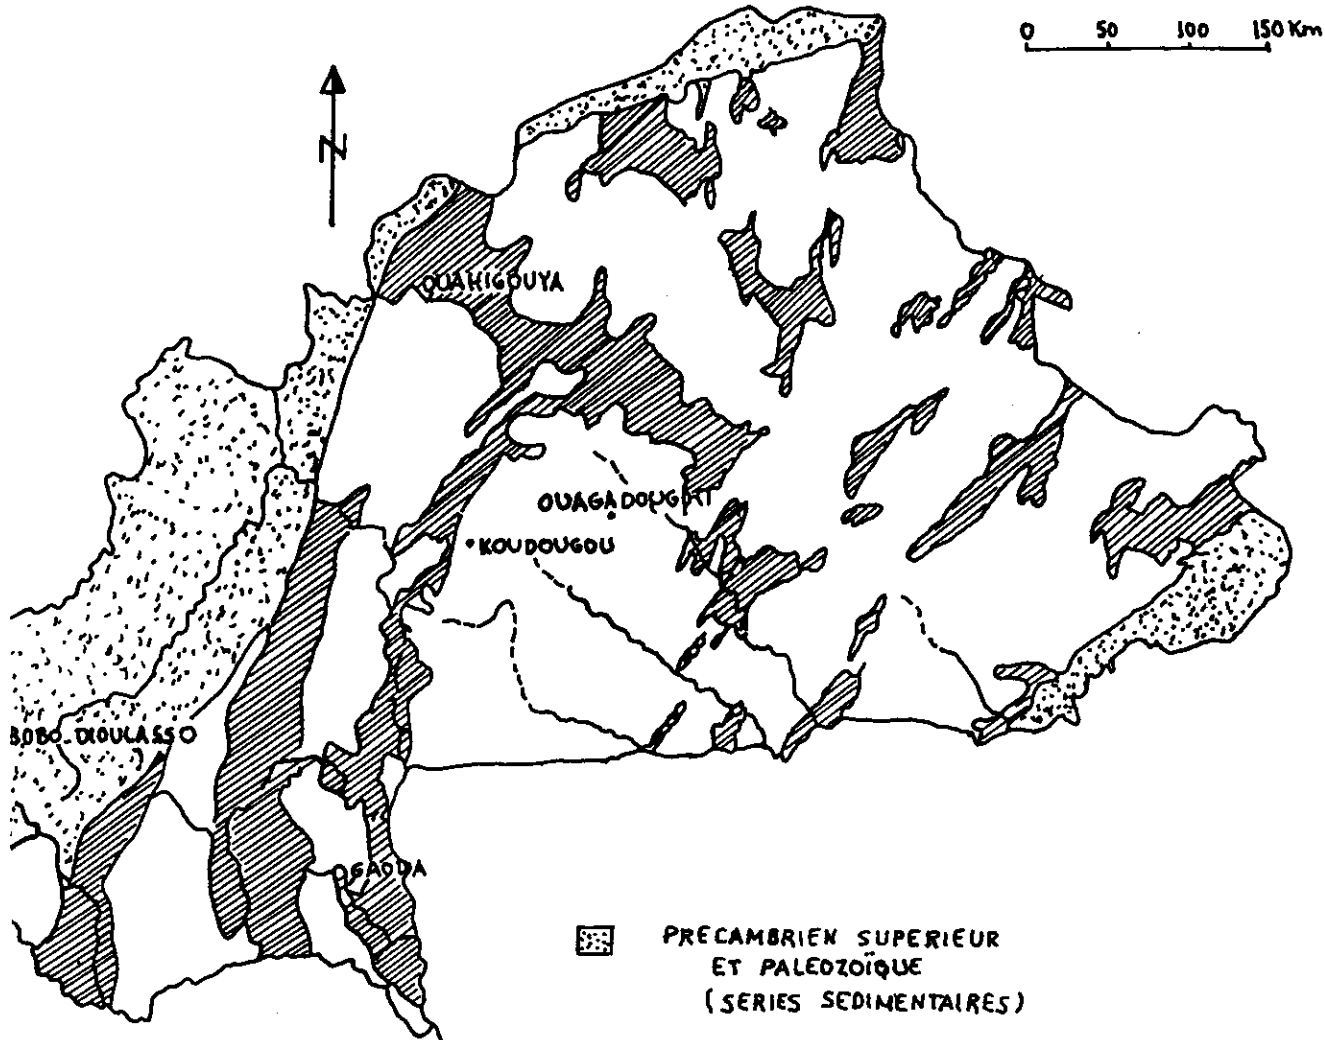 0 50 100 150 Km
N
OUAHIGOUYA
OUAGADOUGOU
KOUDOUGOU
BOBO-DIOULASSO
GAOUA
PRECAMBRIEN SUPERIEUR
ET PALEOZOÏQUE
(SERIES SEDIMENTAIRES)